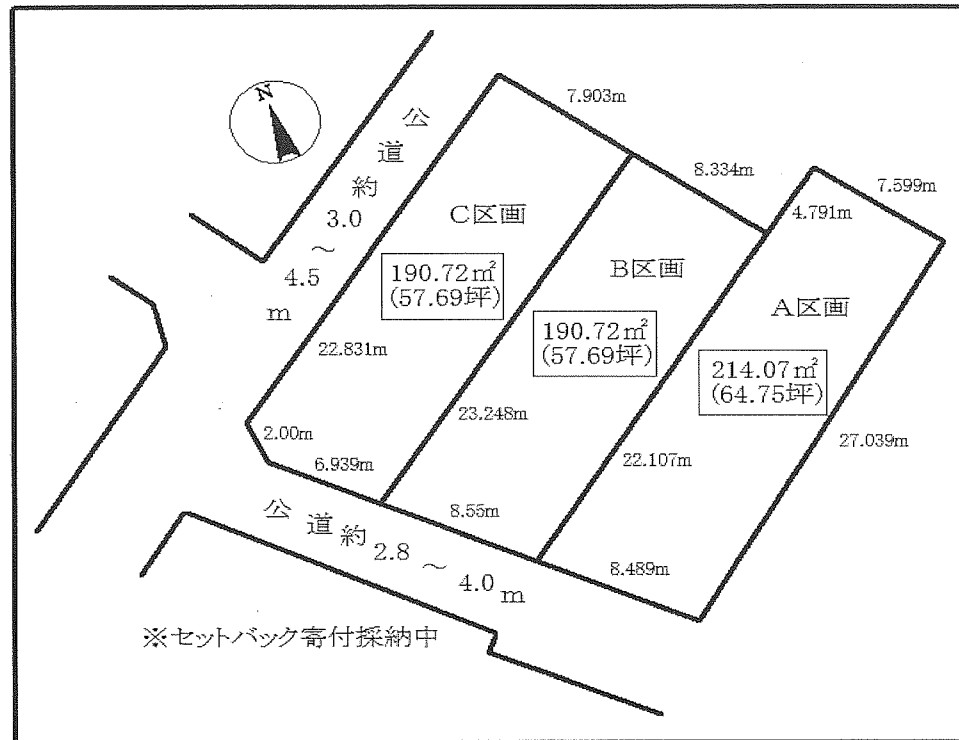 N
7.903m
8.334m
7.599m
4.791m
公道約3.0～4.5m
C区画
190.72㎡
(57.69坪)
B区画
190.72㎡
(57.69坪)
A区画
214.07㎡
(64.75坪)
22.831m
23.248m
22.107m
27.039m
2.00m
6.939m
8.55m
8.489m
公道約2.8～4.0m
※セットバック寄付採納中